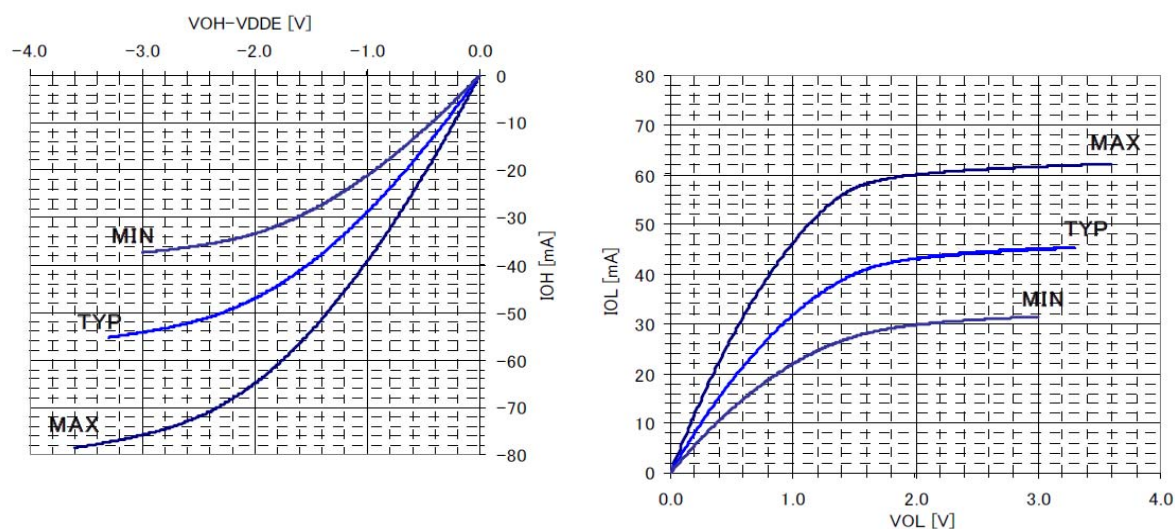 VOH-VDDE [V]
-4.0 -3.0 -2.0 -1.0 0.0
0
-10
-20
-30
-40
-50
-60
-70
-80
IOH [mA]
MIN
TYP
MAX
80
70
60
50
40
30
20
10
0
IOL [mA]
MAX
TYP
MIN
0.0 1.0 2.0 3.0 4.0
VOL [V]